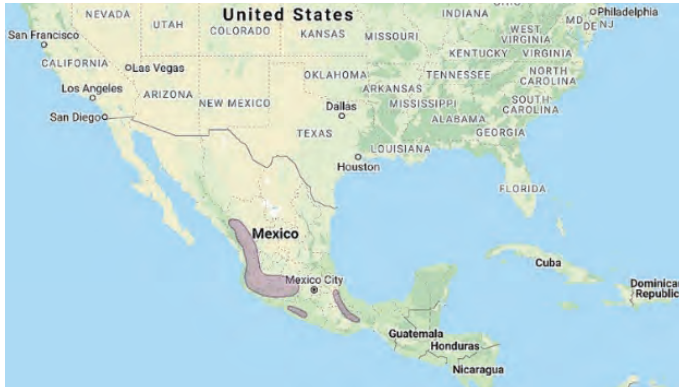 United States
NEVADA
UTAH
COLORADO
KANSAS
MISSOURI
INDIANA
OHIO
Philadelphia
MD
DE
NJ
WEST
VIRGINIA
San Francisco
CALIFORNIA
Las Vegas
KENTUCKY
VIRGINIA
OKLAHOMA
TENNESSEE
NORTH
CAROLINA
Los Angeles
ARIZONA
NEW MEXICO
ARKANSAS
MISSISSIPPI
SOUTH
CAROLINA
San Diego
Dallas
ALABAMA
TEXAS
GEORGIA
LOUISIANA
Houston
FLORIDA
Mexico
Mexico City
Cuba
Dominican
Republic
Guatemala
Honduras
Nicaragua